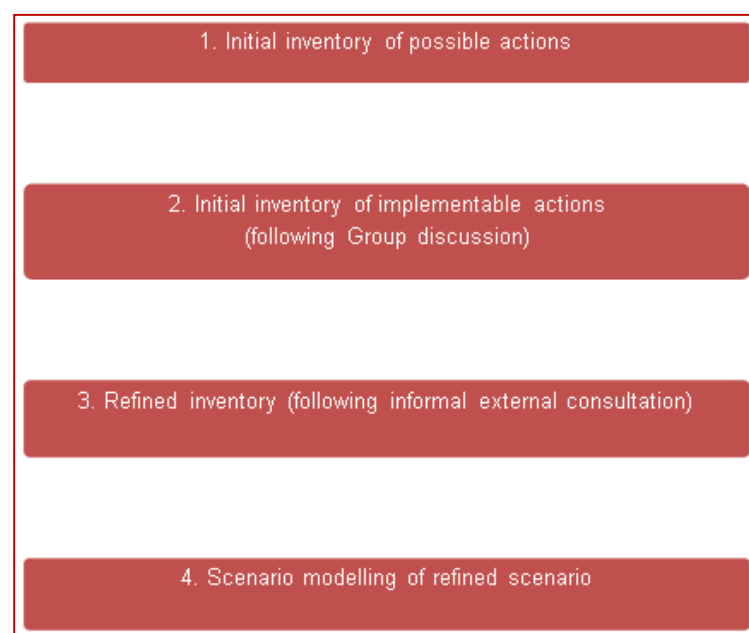 1. Initial inventory of possible actions
2. Initial inventory of implementable actions
(following Group discussion)
3. Refined inventory (following informal external consultation)
4. Scenario modelling of refined scenario